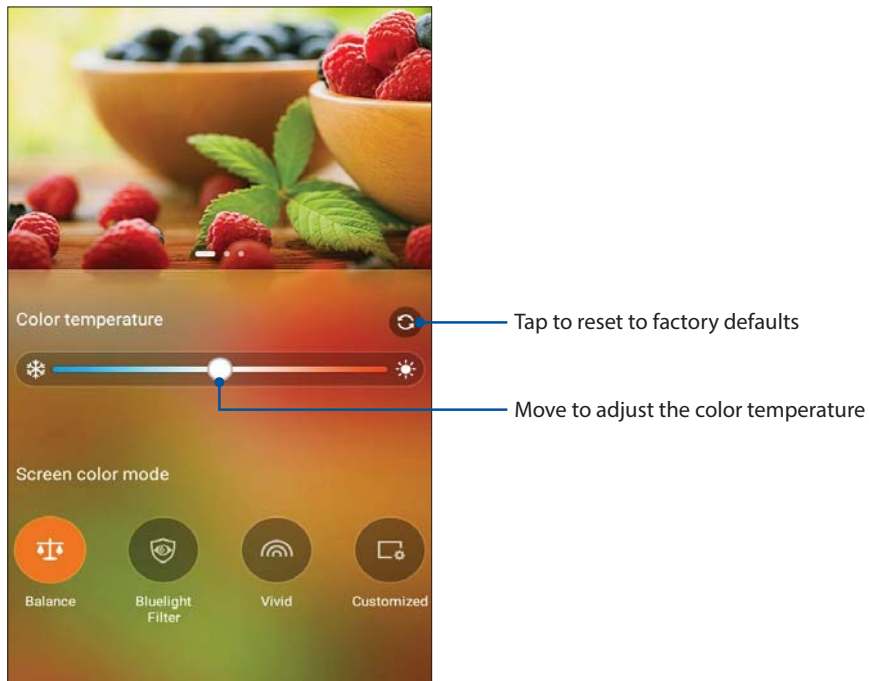 Color temperature
Tap to reset to factory defaults
Move to adjust the color temperature
Screen color mode
Balance
Bluelight
Filter
Vivid
Customized